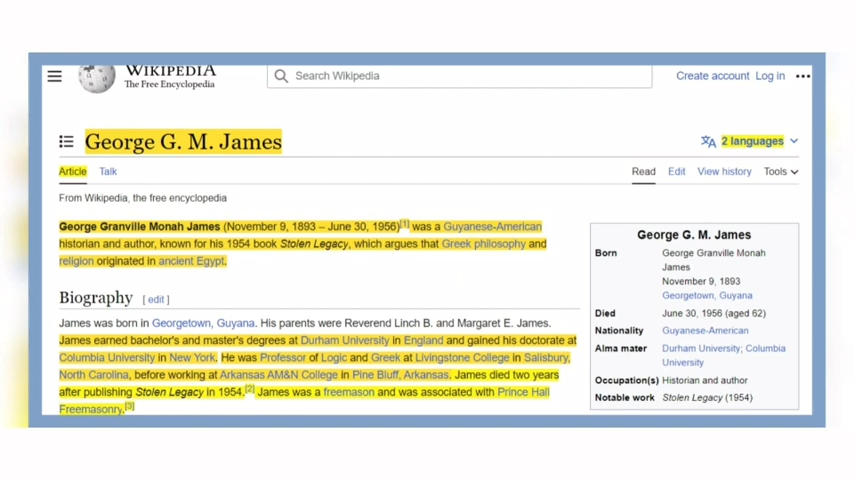 WIKIPEDIA
The Free Encyclopedia
Search Wikipedia
Create account Log in
George G. M. James
2 languages
Article Talk
Read Edit View history Tools
From Wikipedia, the free encyclopedia
George Granville Monah James (November 9, 1893 – June 30, 1956)[1] was a Guyanese-American
historian and author, known for his 1954 book Stolen Legacy, which argues that Greek philosophy and
religion originated in ancient Egypt.
Biography [ edit ]
James was born in Georgetown, Guyana. His parents were Reverend Linch B. and Margaret E. James.
James earned bachelor's and master's degrees at Durham University in England and gained his doctorate at
Columbia University in New York. He was Professor of Logic and Greek at Livingstone College in Salisbury,
North Carolina, before working at Arkansas AM&N College in Pine Bluff, Arkansas. James died two years
after publishing Stolen Legacy in 1954.[2] James was a freemason and was associated with Prince Hall
Freemasonry.[3]
George G. M. James
Born George Granville Monah
James
November 9, 1893
Georgetown, Guyana
Died June 30, 1956 (aged 62)
Nationality Guyanese-American
Alma mater Durham University; Columbia
University
Occupation(s) Historian and author
Notable work Stolen Legacy (1954)